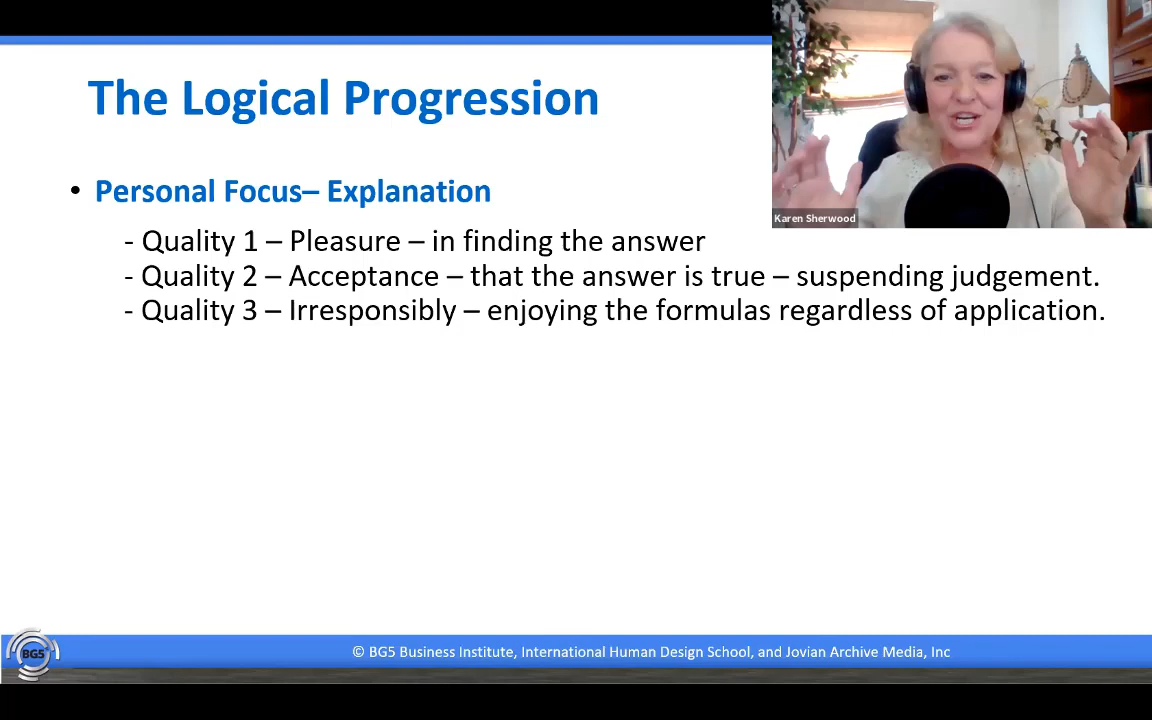 The Logical Progression
• Personal Focus– Explanation
- Quality 1 – Pleasure – in finding the answer
- Quality 2 – Acceptance – that the answer is true – suspending judgement.
- Quality 3 – Irresponsibly – enjoying the formulas regardless of application.
Karen Sherwood
BG5
© BG5 Business Institute, International Human Design School, and Jovian Archive Media, Inc